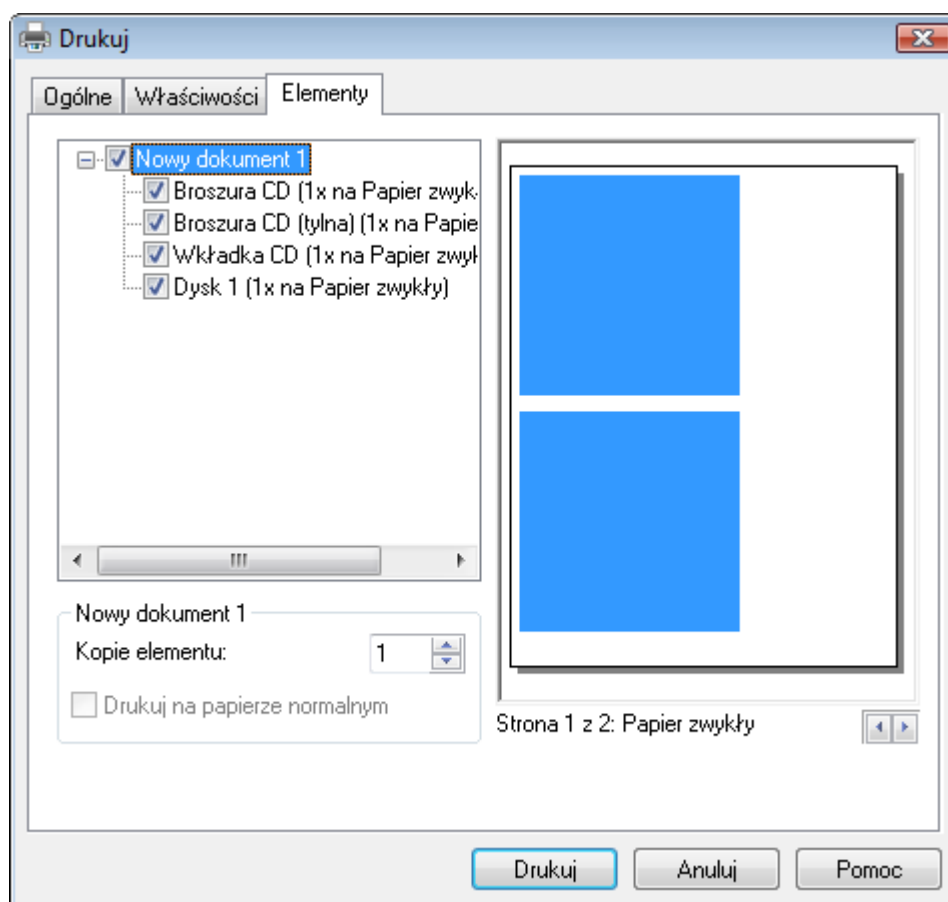 Drukuj
Ogólne Właściwości Elementy
Nowy dokument 1
Broszura CD (1x na Papier zwyk
Broszura CD (tylna) (1x na Papie
Wkładka CD (1x na Papier zwył
Dysk 1 (1x na Papier zwykły)
Nowy dokument 1
Kopie elementu: 1
Drukuj na papierze normalnym
Strona 1 z 2: Papier zwykły
Drukuj Anuluj Pomoc